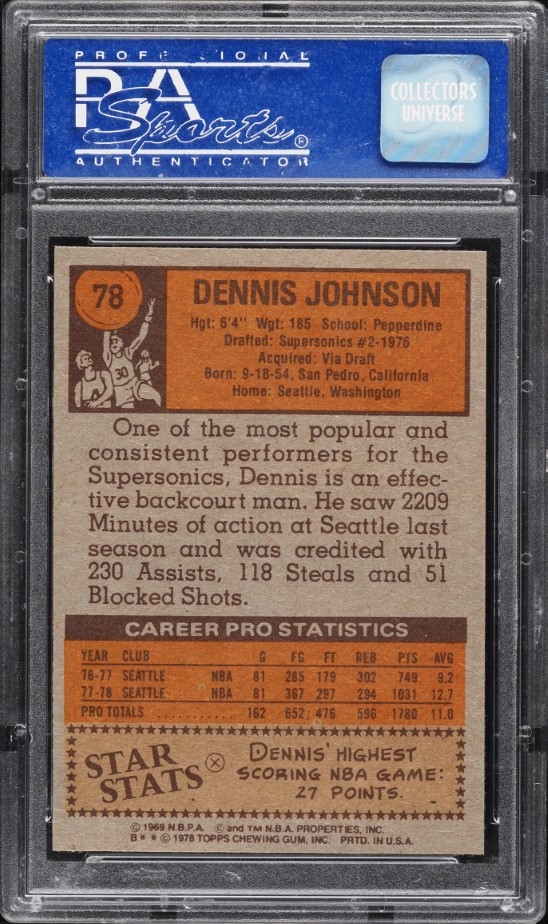 PROFESSIONAL
PSA
Sports®
AUTHENTICATOR
COLLECTORS
UNIVERSE
78
30
DENNIS JOHNSON
Hgt: 6'4" Wgt: 185 School: Pepperdine
Drafted: Supersonics #2-1976
Acquired: Via Draft
Born: 9-18-54, San Pedro, California
Home: Seattle, Washington
One of the most popular and
consistent performers for the
Supersonics, Dennis is an effec-
tive backcourt man. He saw 2209
Minutes of action at Seattle last
season and was credited with
230 Assists, 118 Steals and 51
Blocked Shots.
CAREER PRO STATISTICS
YEAR CLUB G FG FT REB PTS AVG
76-77 SEATTLE NBA 81 285 179 302 749 9.2
77-78 SEATTLE NBA 81 367 297 294 1031 12.7
PRO TOTALS ............ 162 652 476 596 1780 11.0
STAR
STATS
DENNIS' HIGHEST
SCORING NBA GAME:
27 POINTS.
© 1969 N.B.P.A. © and TM N.B.A. PROPERTIES, INC.
B * * © 1978 TOPPS CHEWING GUM, INC. PRTD. IN U.S.A.